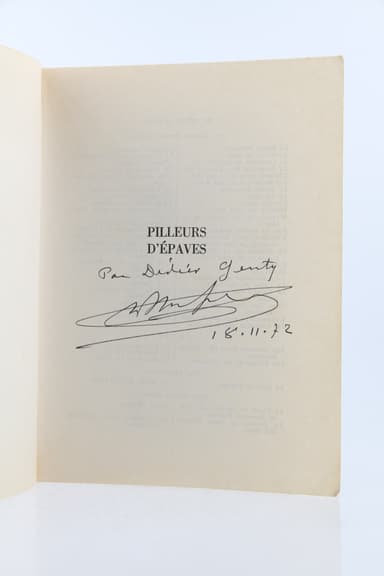 PILLEURS
D'ÉPAVES
Pour Didier Genty
18.11.72